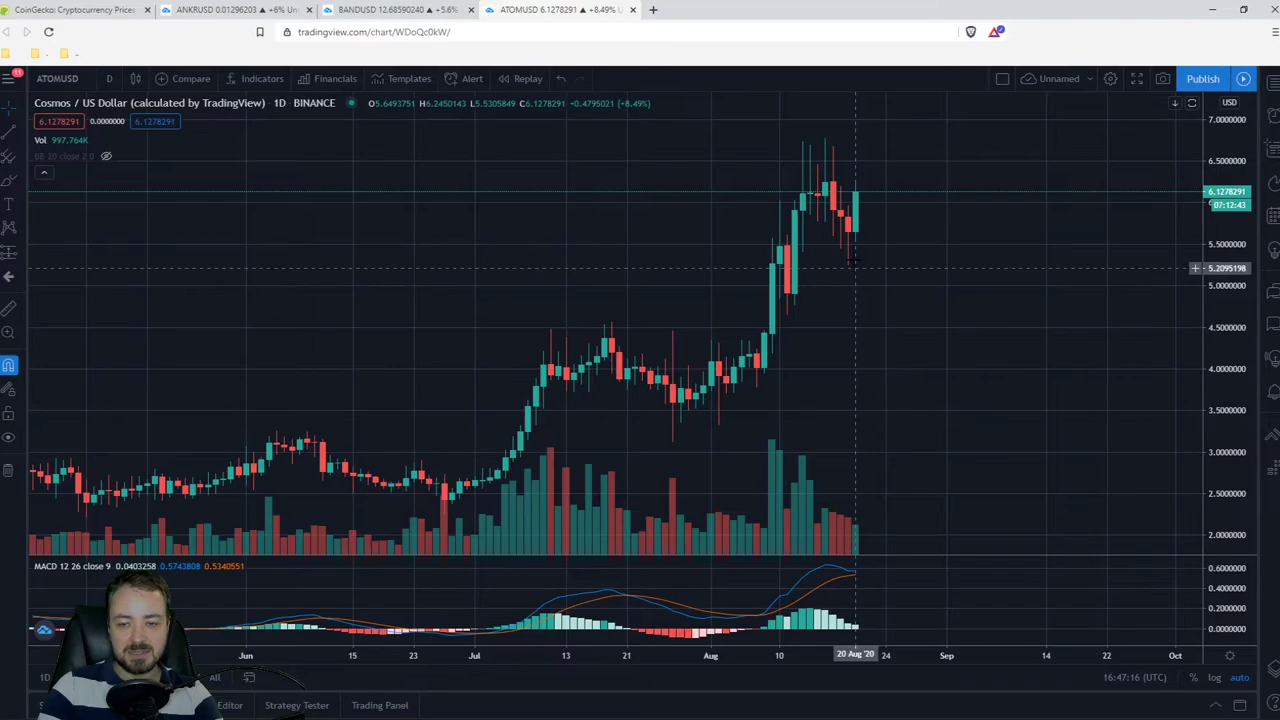 CoinGecko: Cryptocurrency Prices
ANKRUSD 0.01296203 ▲ +6% Un
BANDUSD 12.68590240 ▲ +5.6%
ATOMUSD 6.1278291 ▲ +8.49% U
tradingview.com/chart/WDoQc0kW/
11
ATOMUSD
D
Compare
Indicators
Financials
Templates
Alert
Replay
Unnamed
Publish
Cosmos / US Dollar (calculated by TradingView) 1D BINANCE
O5.6493751 H6.2450143 L5.5305849 C6.1278291 +0.4795021 (+8.49%)
USD
6.1278291 0.0000000 6.1278291
Vol 997.764K
BB 20 close 2 0
7.0000000
6.5000000
6.1278291
07:12:43
5.5000000
5.2095198
5.0000000
4.5000000
4.0000000
3.5000000
3.0000000
2.5000000
2.0000000
MACD 12 26 close 9 0.0403258 0.5743808 0.5340551
0.6000000
0.4000000
0.2000000
0.0000000
Jun 15 23 Jul 13 21 Aug 10 20 Aug '20 24 Sep 14 22 Oct
1D
All
16:47:16 (UTC)
% log auto
Editor
Strategy Tester
Trading Panel